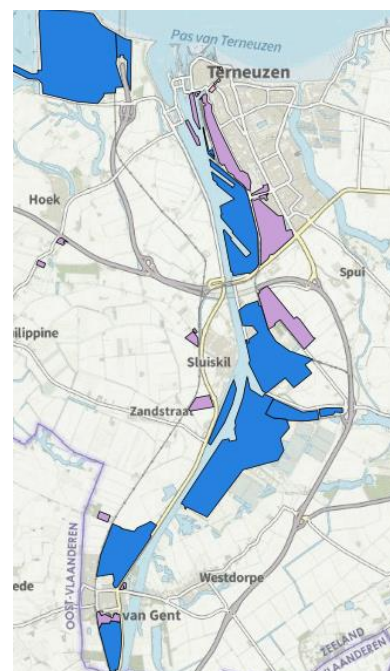 Pas van Terneuzen
Terneuzen
Hoek
Spui
ilippine
Sluiskil
Zandstraat
OOST-VLAANDEREN
Westdorpe
ede
van Gent
ZEELAND
VLAANDEREN